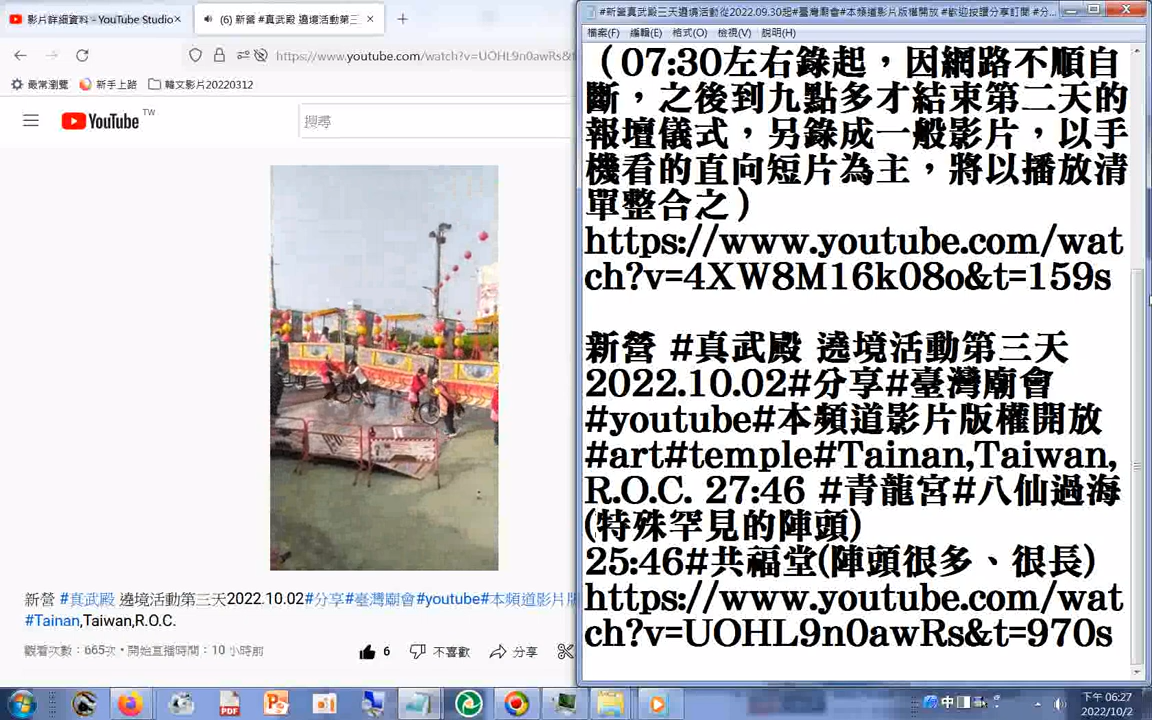 影片詳細資料 - YouTube Studio
(6) 新營 #真武殿 遶境活動第三
https://www.youtube.com/watch?v=UOHL9n0awRs&t
最常瀏覽
新手上路
韓文影片20220312
YouTube
TW
搜尋
新營 #真武殿 遶境活動第三天2022.10.02#分享#臺灣廟會#youtube#本頻道影片
#Tainan,Taiwan,R.O.C.
觀看次數：665次 • 開始直播時間：10 小時前
6
不喜歡
分享
#新營真武殿三天遶境活動從2022.09.30起#臺灣廟會#本頻道影片版權開放 #歡迎按讚分享訂閱 #分...
檔案(F) 編輯(E) 格式(O) 檢視(V) 說明(H)
（07:30左右錄起，因網路不順自
斷，之後到九點多才結束第二天的
報壇儀式，另錄成一般影片，以手
機看的直向短片為主，將以播放清
單整合之）
https://www.youtube.com/wat
ch?v=4XW8M16k08o&t=159s
新營 #真武殿 遶境活動第三天
2022.10.02#分享#臺灣廟會
#youtube#本頻道影片版權開放
#art#temple#Tainan,Taiwan,
R.O.C. 27:46 #青龍宮#八仙過海
(特殊罕見的陣頭)
25:46#共福堂(陣頭很多、很長)
https://www.youtube.com/wat
ch?v=UOHL9n0awRs&t=970s
PDF
中
下午 06:27
2022/10/2